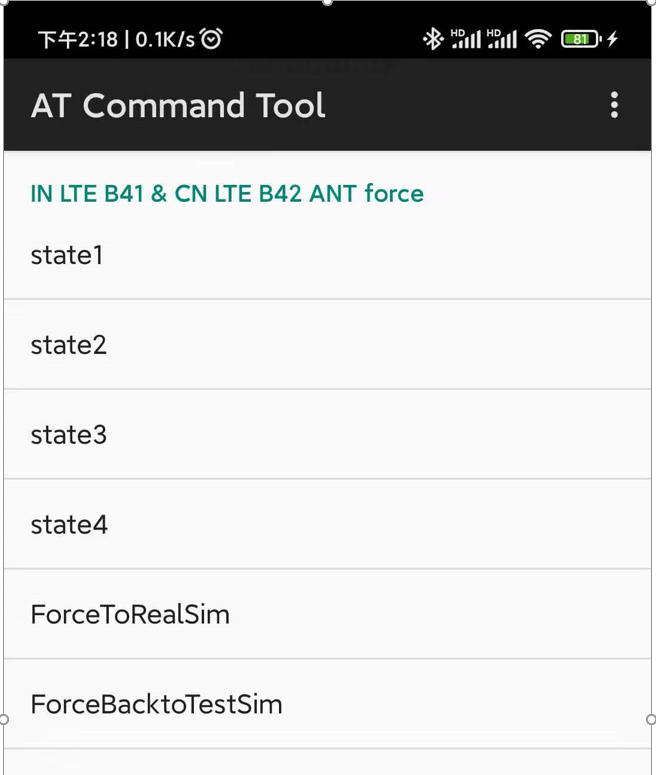 下午2:18 | 0.1K/s
HD HD 81
AT Command Tool
IN LTE B41 & CN LTE B42 ANT force
state1
state2
state3
state4
ForceToRealSim
ForceBacktoTestSim